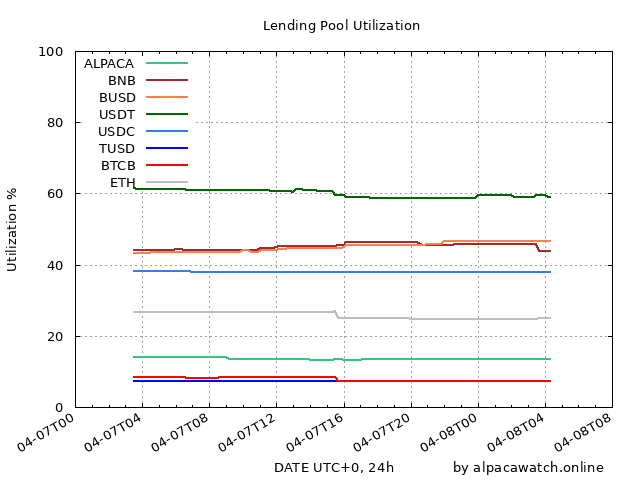 Lending Pool Utilization
100
80
60
40
20
0
Utilization %
ALPACA
BNB
BUSD
USDT
USDC
TUSD
BTCB
ETH
04-07T00
04-07T04
04-07T08
04-07T12
04-07T16
04-07T20
04-08T00
04-08T04
04-08T08
DATE UTC+0, 24h
by alpacawatch.online